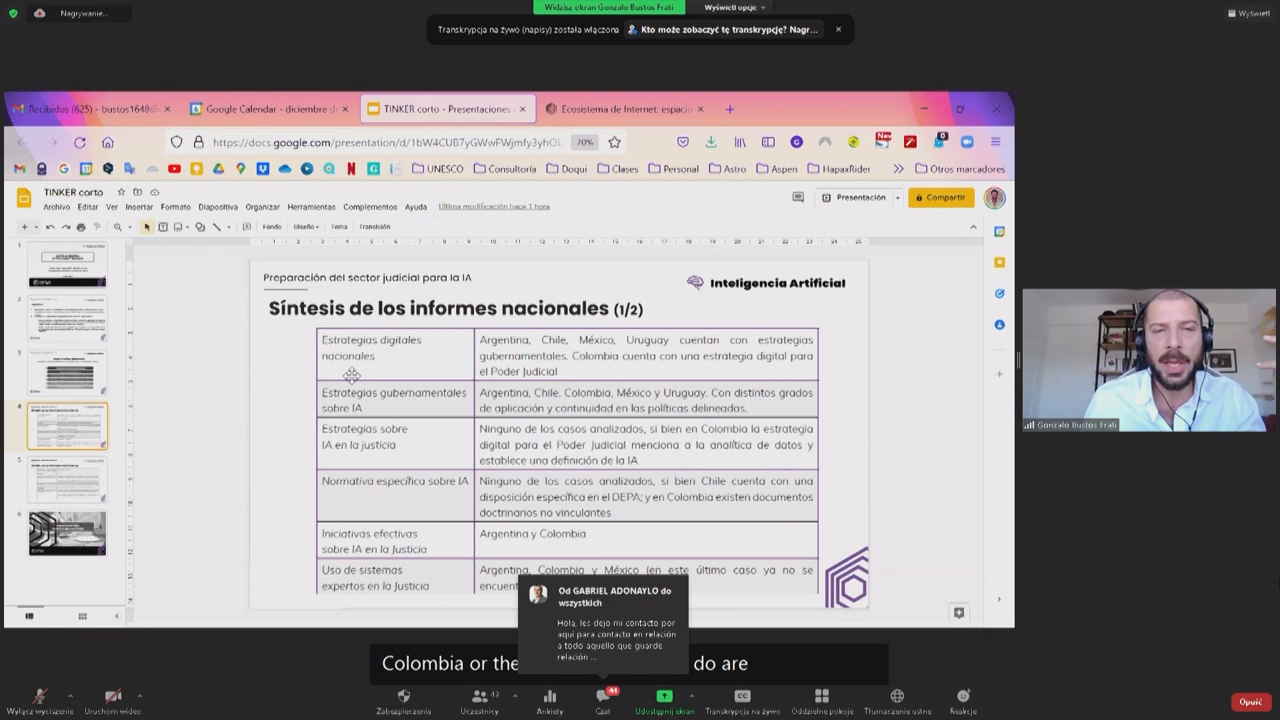 Nagrywanie...
Widzisz ekran Gonzalo Bustos Frati
Wyświetl opcje
Wyświetl
Transkrypcja na żywo (napisy) została włączona
Kto może zobaczyć tę transkrypcję? Nagr...
Recibidos (625) - bustos1648@
Google Calendar - diciembre de
TINKER corto - Presentaciones
Ecosistema de Internet: espacio
https://docs.google.com/presentation/d/
70%
UNESCO
Consultoría
Doqui
Clases
Personal
Astro
Aspen
HapaxRider
Otros marcadores
TINKER corto
Archivo Editar Ver Insertar Formato Diapositiva Organizar Herramientas Complementos Ayuda
Última modificación hace 1 hora
Presentación
Compartir
Fondo Diseño Tema Transición
Preparación del sector judicial para la IA
Inteligencia Artificial
Síntesis de los informes nacionales (1/2)
Estrategias digitales
nacionales
Argentina, Chile, México, Uruguay cuentan con estrategias
gubernamentales. Colombia cuenta con una estrategia digital para
el Poder Judicial
Estrategias gubernamentales
sobre IA
Argentina, Chile, Colombia, México y Uruguay. Con distintos grados
de aplicación y continuidad en las políticas delineadas.
Estrategias sobre
IA en la justicia
Ninguno de los casos analizados, si bien en Colombia la estrategia
digital para el Poder Judicial menciona a la analítica de datos y
establece una definición de la IA
Normativa específica sobre IA
Ninguno de los casos analizados, si bien Chile cuenta con una
disposición específica en el DEPA; y en Colombia existen documentos
doctrinarios no vinculantes
Iniciativas efectivas
sobre IA en la Justicia
Argentina y Colombia
Uso de sistemas
expertos en la Justicia
Argentina, Colombia y México (en este último caso ya no se
encuent
Gonzalo Bustos Frati
Od GABRIEL ADONAYLO do
wszystkich
Hola, les dejo mi contacto por
aqui para contacto en relación
a todo aquello que guarde
relación ...
Colombia or the do are
Wyłącz wyciszenie
Uruchom wideo
Zabezpieczenia
42
Uczestnicy
Ankiety
44
Czat
Udostępnij ekran
Transkrypcja na żywo
Oddzielne pokoje
Tłumaczenie ustne
Reakcje
Opuść